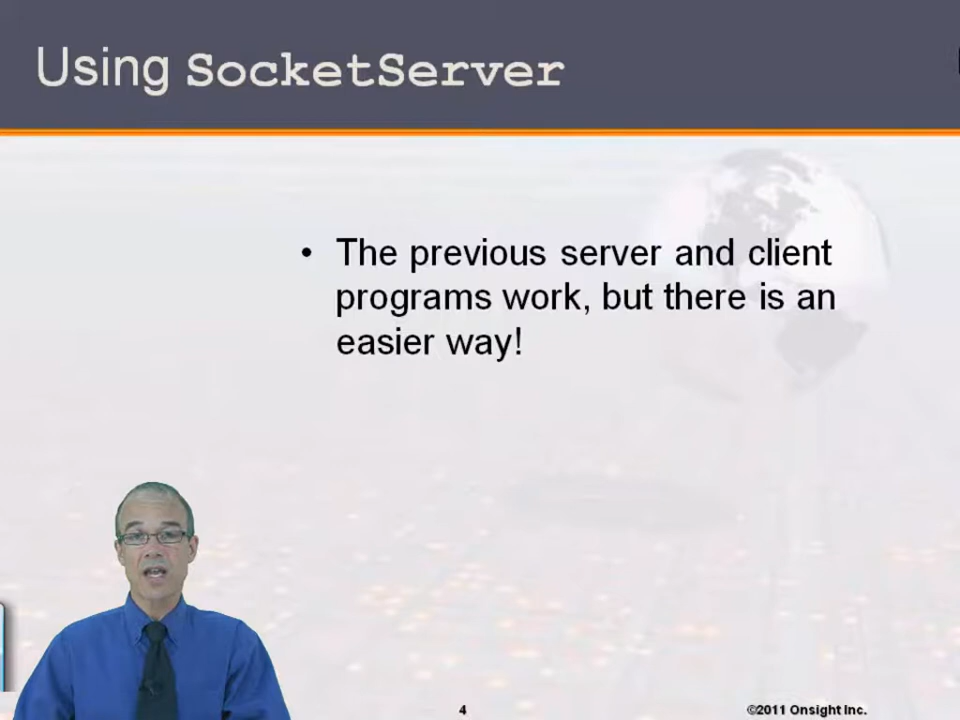 Using SocketServer
• The previous server and client
programs work, but there is an
easier way!
4
©2011 Onsight Inc.